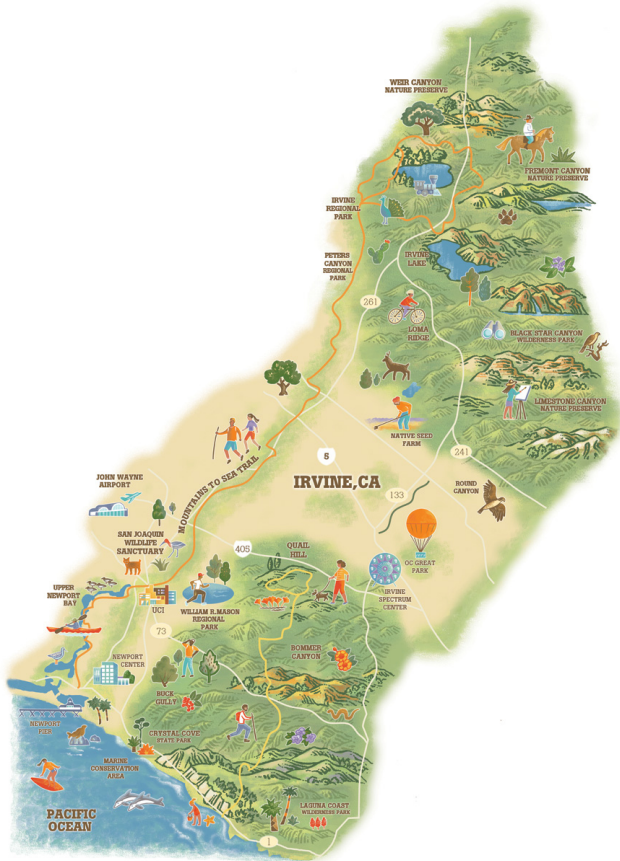 WEIR CANYON
NATURE PRESERVE
FREMONT CANYON
NATURE PRESERVE
IRVINE
REGIONAL
PARK
PETERS
CANYON
REGIONAL
PARK
IRVINE
LAKE
261
LOMA
RIDGE
BLACK STAR CANYON
WILDERNESS PARK
LIMESTONE CANYON
NATURE PRESERVE
NATIVE SEED
FARM
241
5
IRVINE, CA
MOUNTAINS TO SEA TRAIL
JOHN WAYNE
AIRPORT
133
ROUND
CANYON
SAN JOAQUIN
WILDLIFE
SANCTUARY
405
QUAIL
HILL
OC GREAT
PARK
IRVINE
SPECTRUM
CENTER
UPPER
NEWPORT
BAY
UCI
WILLIAM R. MASON
REGIONAL
PARK
73
NEWPORT
CENTER
BOMMER
CANYON
BUCK
GULLY
NEWPORT
PIER
CRYSTAL COVE
STATE PARK
MARINE
CONSERVATION
AREA
PACIFIC
OCEAN
LAGUNA COAST
WILDERNESS PARK
1